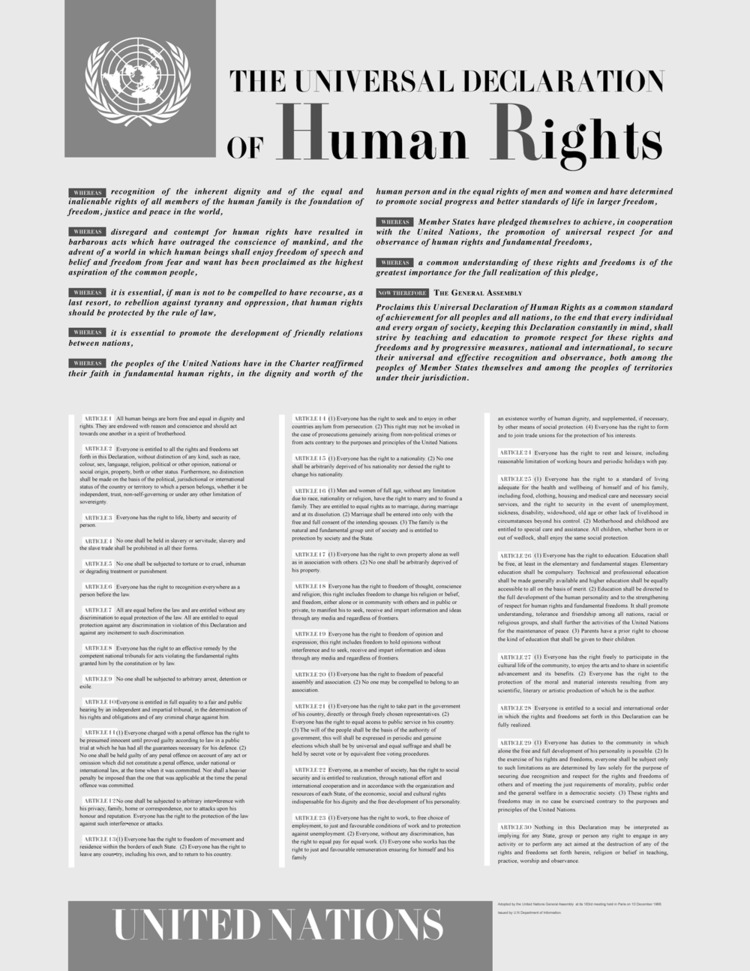 THE UNIVERSAL DECLARATION
OF Human Rights
WHEREAS recognition of the inherent dignity and of the equal and
inalienable rights of all members of the human family is the foundation of
freedom, justice and peace in the world,
WHEREAS disregard and contempt for human rights have resulted in
barbarous acts which have outraged the conscience of mankind, and the
advent of a world in which human beings shall enjoy freedom of speech and
belief and freedom from fear and want has been proclaimed as the highest
aspiration of the common people,
WHEREAS it is essential, if man is not to be compelled to have recourse, as a
last resort, to rebellion against tyranny and oppression, that human rights
should be protected by the rule of law,
WHEREAS it is essential to promote the development of friendly relations
between nations,
WHEREAS the peoples of the United Nations have in the Charter reaffirmed
their faith in fundamental human rights, in the dignity and worth of the
human person and in the equal rights of men and women and have determined
to promote social progress and better standards of life in larger freedom,
WHEREAS Member States have pledged themselves to achieve, in cooperation
with the United Nations, the promotion of universal respect for and
observance of human rights and fundamental freedoms,
WHEREAS a common understanding of these rights and freedoms is of the
greatest importance for the full realization of this pledge,
NOW THEREFORE THE GENERAL ASSEMBLY
Proclaims this Universal Declaration of Human Rights as a common standard
of achievement for all peoples and all nations, to the end that every individual
and every organ of society, keeping this Declaration constantly in mind, shall
strive by teaching and education to promote respect for these rights and
freedoms and by progressive measures, national and international, to secure
their universal and effective recognition and observance, both among the
peoples of Member States themselves and among the peoples of territories
under their jurisdiction.
ARTICLE 1 All human beings are born free and equal in dignity and
rights. They are endowed with reason and conscience and should act
towards one another in a spirit of brotherhood.
ARTICLE 2 Everyone is entitled to all the rights and freedoms set
forth in this Declaration, without distinction of any kind, such as race,
colour, sex, language, religion, political or other opinion, national or
social origin, property, birth or other status. Furthermore, no distinction
shall be made on the basis of the political, jurisdictional or international
status of the country or territory to which a person belongs, whether it be
independent, trust, non-self-governing or under any other limitation of
sovereignty.
ARTICLE 3 Everyone has the right to life, liberty and security of
person.
ARTICLE 4 No one shall be held in slavery or servitude; slavery and
the slave trade shall be prohibited in all their forms.
ARTICLE 5 No one shall be subjected to torture or to cruel, inhuman
or degrading treatment or punishment.
ARTICLE 6 Everyone has the right to recognition everywhere as a
person before the law.
ARTICLE 7 All are equal before the law and are entitled without any
discrimination to equal protection of the law. All are entitled to equal
protection against any discrimination in violation of this Declaration and
against any incitement to such discrimination.
ARTICLE 8 Everyone has the right to an effective remedy by the
competent national tribunals for acts violating the fundamental rights
granted him by the constitution or by law.
ARTICLE 9 No one shall be subjected to arbitrary arrest, detention or
exile.
ARTICLE 10 Everyone is entitled in full equality to a fair and public
hearing by an independent and impartial tribunal, in the determination of
his rights and obligations and of any criminal charge against him.
ARTICLE 11 (1) Everyone charged with a penal offence has the right to
be presumed innocent until proved guilty according to law in a public
trial at which he has had all the guarantees necessary for his defence. (2)
No one shall be held guilty of any penal offence on account of any act or
omission which did not constitute a penal offence, under national or
international law, at the time when it was committed. Nor shall a heavier
penalty be imposed than the one that was applicable at the time the penal
offence was committed.
ARTICLE 12 No one shall be subjected to arbitrary interference with
his privacy, family, home or correspondence, nor to attacks upon his
honour and reputation. Everyone has the right to the protection of the law
against such interference or attacks.
ARTICLE 13 (1) Everyone has the right to freedom of movement and
residence within the borders of each State. (2) Everyone has the right to
leave any country, including his own, and to return to his country.
ARTICLE 14 (1) Everyone has the right to seek and to enjoy in other
countries asylum from persecution. (2) This right may not be invoked in
the case of prosecutions genuinely arising from non-political crimes or
from acts contrary to the purposes and principles of the United Nations.
ARTICLE 15 (1) Everyone has the right to a nationality. (2) No one
shall be arbitrarily deprived of his nationality nor denied the right to
change his nationality.
ARTICLE 16 (1) Men and women of full age, without any limitation
due to race, nationality or religion, have the right to marry and to found a
family. They are entitled to equal rights as to marriage, during marriage
and at its dissolution. (2) Marriage shall be entered into only with the
free and full consent of the intending spouses. (3) The family is the
natural and fundamental group unit of society and is entitled to
protection by society and the State.
ARTICLE 17 (1) Everyone has the right to own property alone as well
as in association with others. (2) No one shall be arbitrarily deprived of
his property.
ARTICLE 18 Everyone has the right to freedom of thought, conscience
and religion; this right includes freedom to change his religion or belief,
and freedom, either alone or in community with others and in public or
private, to manifest his to seek, receive and impart information and ideas
through any media and regardless of frontiers.
ARTICLE 19 Everyone has the right to freedom of opinion and
expression; this right includes freedom to hold opinions without
interference and to seek, receive and impart information and ideas
through any media and regardless of frontiers.
ARTICLE 20 (1) Everyone has the right to freedom of peaceful
assembly and association. (2) No one may be compelled to belong to an
association.
ARTICLE 21 (1) Everyone has the right to take part in the government
of his country, directly or through freely chosen representatives. (2)
Everyone has the right to equal access to public service in his country.
(3) The will of the people shall be the basis of the authority of
government; this will shall be expressed in periodic and genuine
elections which shall be by universal and equal suffrage and shall be
held by secret vote or by equivalent free voting procedures.
ARTICLE 22 Everyone, as a member of society, has the right to social
security and is entitled to realization, through national effort and
international cooperation and in accordance with the organization and
resources of each State, of the economic, social and cultural rights
indispensable for his dignity and the free development of his personality.
ARTICLE 23 (1) Everyone has the right to work, to free choice of
employment, to just and favourable conditions of work and to protection
against unemployment. (2) Everyone, without any discrimination, has
the right to equal pay for equal work. (3) Everyone who works has the
right to just and favourable remuneration ensuring for himself and his
family
an existence worthy of human dignity, and supplemented, if necessary,
by other means of social protection. (4) Everyone has the right to form
and to join trade unions for the protection of his interests.
ARTICLE 24 Everyone has the right to rest and leisure, including
reasonable limitation of working hours and periodic holidays with pay.
ARTICLE 25 (1) Everyone has the right to a standard of living
adequate for the health and wellbeing of himself and of his family,
including food, clothing, housing and medical care and necessary social
services, and the right to security in the event of unemployment,
sickness, disability, widowhood, old age or other lack of livelihood in
circumstances beyond his control. (2) Motherhood and childhood are
entitled to special care and assistance. All children, whether born in or
out of wedlock, shall enjoy the same social protection.
ARTICLE 26 (1) Everyone has the right to education. Education shall
be free, at least in the elementary and fundamental stages. Elementary
education shall be compulsory. Technical and professional education
shall be made generally available and higher education shall be equally
accessible to all on the basis of merit. (2) Education shall be directed to
the full development of the human personality and to the strengthening
of respect for human rights and fundamental freedoms. It shall promote
understanding, tolerance and friendship among all nations, racial or
religious groups, and shall further the activities of the United Nations
for the maintenance of peace. (3) Parents have a prior right to choose
the kind of education that shall be given to their children.
ARTICLE 27 (1) Everyone has the right freely to participate in the
cultural life of the community, to enjoy the arts and to share in scientific
advancement and its benefits. (2) Everyone has the right to the
protection of the moral and material interests resulting from any
scientific, literary or artistic production of which he is the author.
ARTICLE 28 Everyone is entitled to a social and international order
in which the rights and freedoms set forth in this Declaration can be
fully realized.
ARTICLE 29 (1) Everyone has duties to the community in which
alone the free and full development of his personality is possible. (2) In
the exercise of his rights and freedoms, everyone shall be subject only
to such limitations as are determined by law solely for the purpose of
securing due recognition and respect for the rights and freedoms of
others and of meeting the just requirements of morality, public order
and the general welfare in a democratic society. (3) These rights and
freedoms may in no case be exercised contrary to the purposes and
principles of the United Nations.
ARTICLE 30 Nothing in this Declaration may be interpreted as
implying for any State, group or person any right to engage in any
activity or to perform any act aimed at the destruction of any of the
rights and freedoms set forth herein, religion or belief in teaching,
practice, worship and observance.
UNITED NATIONS
Adopted by the United Nations General Assembly at its meeting held in Paris on 10 December
Issued by U.N Department of Information